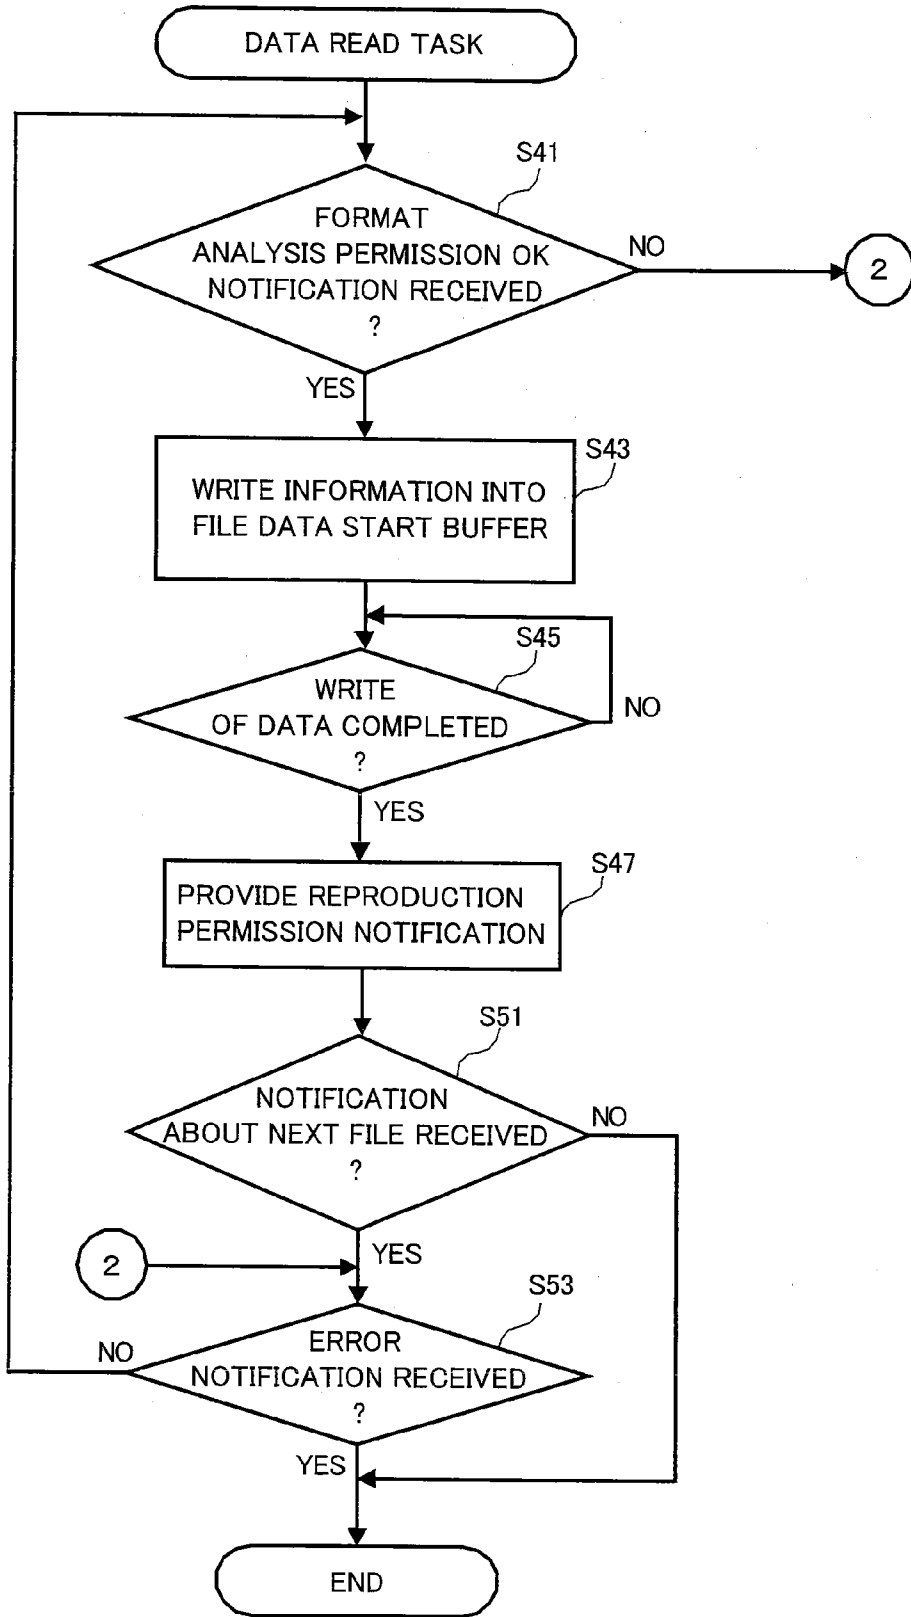 DATA READ TASK
S41
FORMAT
ANALYSIS PERMISSION OK
NOTIFICATION RECEIVED
?
NO
2
YES
S43
WRITE INFORMATION INTO
FILE DATA START BUFFER
S45
WRITE
OF DATA COMPLETED
?
NO
YES
S47
PROVIDE REPRODUCTION
PERMISSION NOTIFICATION
S51
NOTIFICATION
ABOUT NEXT FILE RECEIVED
?
NO
YES
2
S53
ERROR
NOTIFICATION RECEIVED
?
NO
YES
END